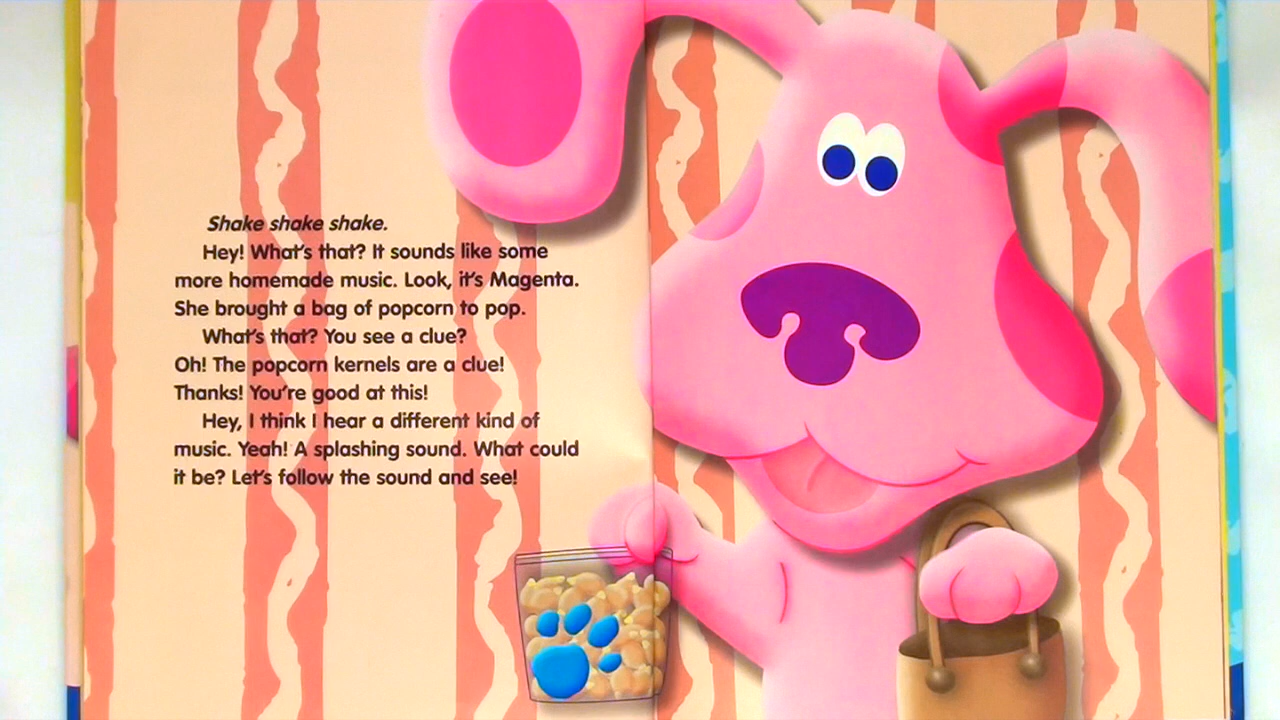 Shake shake shake.
Hey! What's that? It sounds like some
more homemade music. Look, it's Magenta.
She brought a bag of popcorn to pop.
What's that? You see a clue?
Oh! The popcorn kernels are a clue!
Thanks! You're good at this!
Hey, I think I hear a different kind of
music. Yeah! A splashing sound. What could
it be? Let's follow the sound and see!